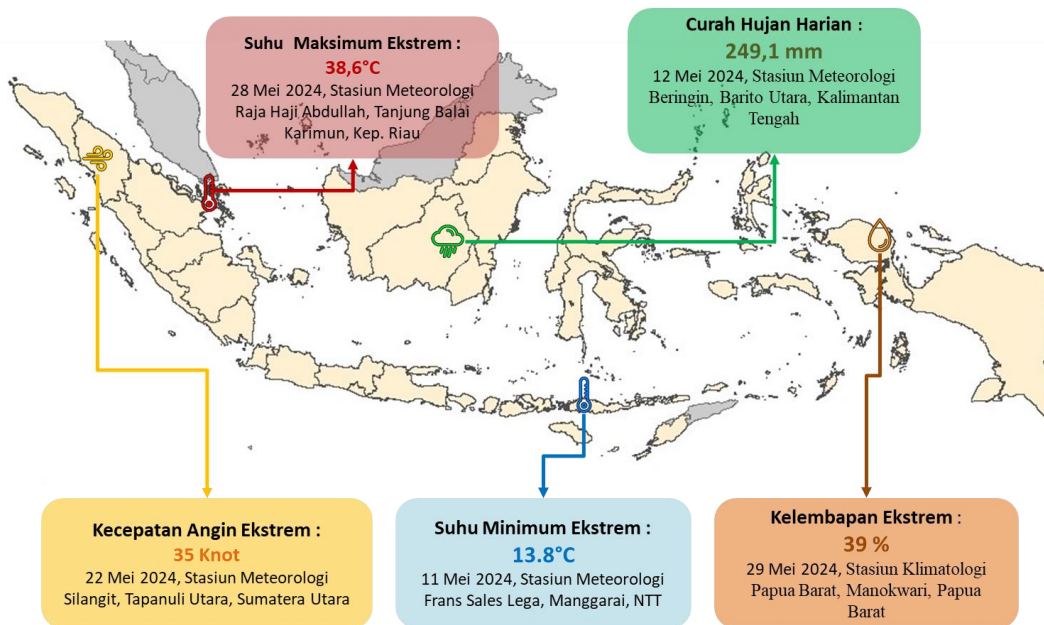 Suhu Maksimum Ekstrem :
38,6°C
28 Mei 2024, Stasiun Meteorologi
Raja Haji Abdullah, Tanjung Balai
Karimun, Kep. Riau
Curah Hujan Harian :
249,1 mm
12 Mei 2024, Stasiun Meteorologi
Beringin, Barito Utara, Kalimantan
Tengah
Kecepatan Angin Ekstrem :
35 Knot
22 Mei 2024, Stasiun Meteorologi
Silangit, Tapanuli Utara, Sumatera Utara
Suhu Minimum Ekstrem :
13.8°C
11 Mei 2024, Stasiun Meteorologi
Frans Sales Lega, Manggarai, NTT
Kelembapan Ekstrem :
39 %
29 Mei 2024, Stasiun Klimatologi
Papua Barat, Manokwari, Papua
Barat